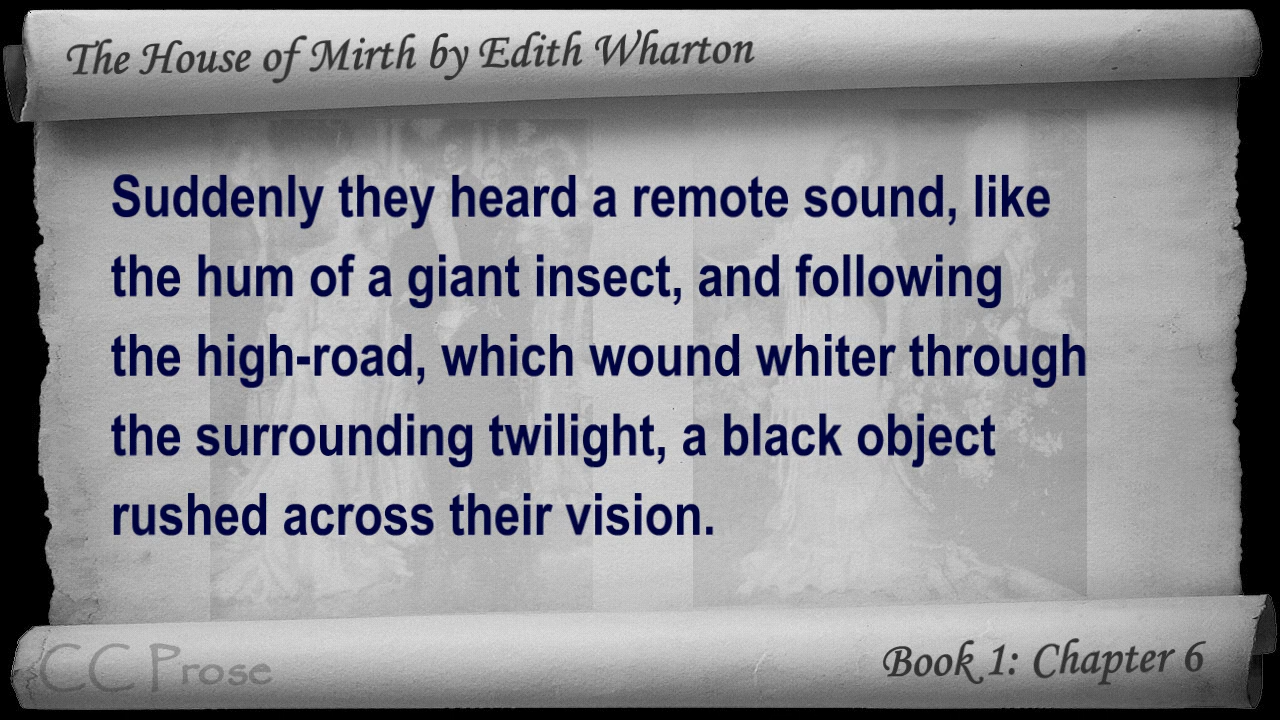 The House of Mirth by Edith Wharton
Suddenly they heard a remote sound, like
the hum of a giant insect, and following
the high-road, which wound whiter through
the surrounding twilight, a black object
rushed across their vision.
CC Prose
Book 1: Chapter 6